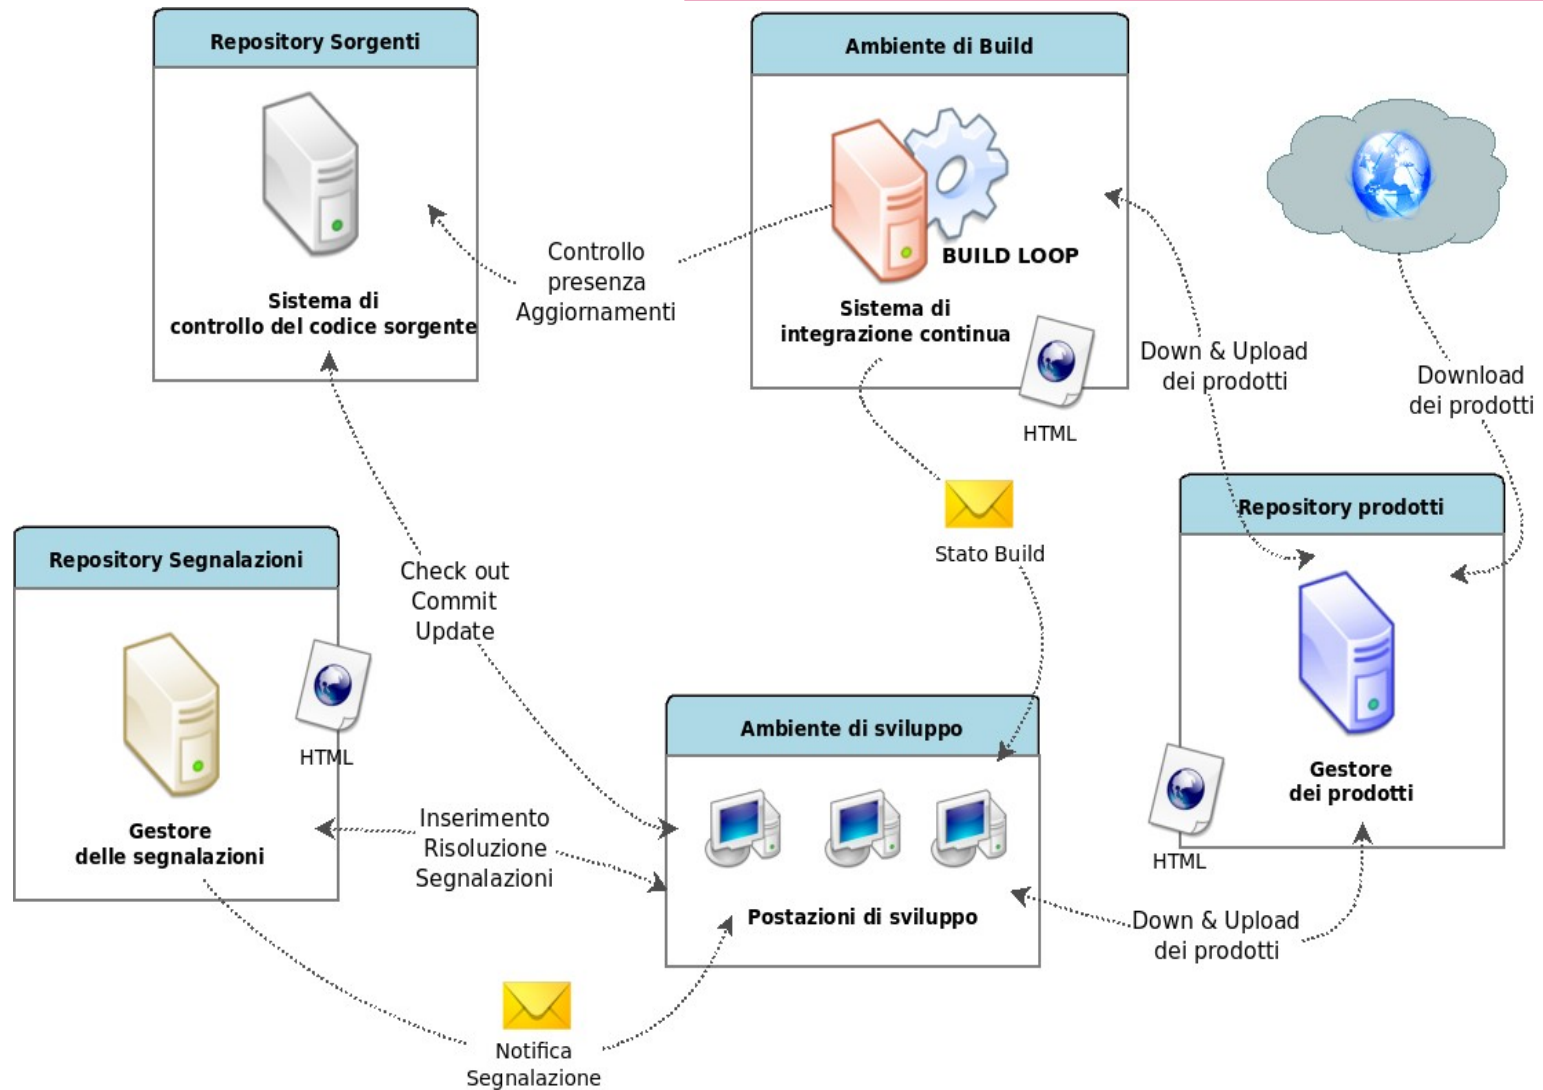 Repository Sorgenti
Sistema di
controllo del codice sorgente
Controllo
presenza
Aggiornamenti
Ambiente di Build
BUILD LOOP
Sistema di
integrazione continua
HTML
Down & Upload
dei prodotti
Download
dei prodotti
Stato Build
Repository prodotti
Gestore
dei prodotti
HTML
Repository Segnalazioni
HTML
Gestore
delle segnalazioni
Check out
Commit
Update
Inserimento
Risoluzione
Segnalazioni
Ambiente di sviluppo
Postazioni di sviluppo
Down & Upload
dei prodotti
Notifica
Segnalazione